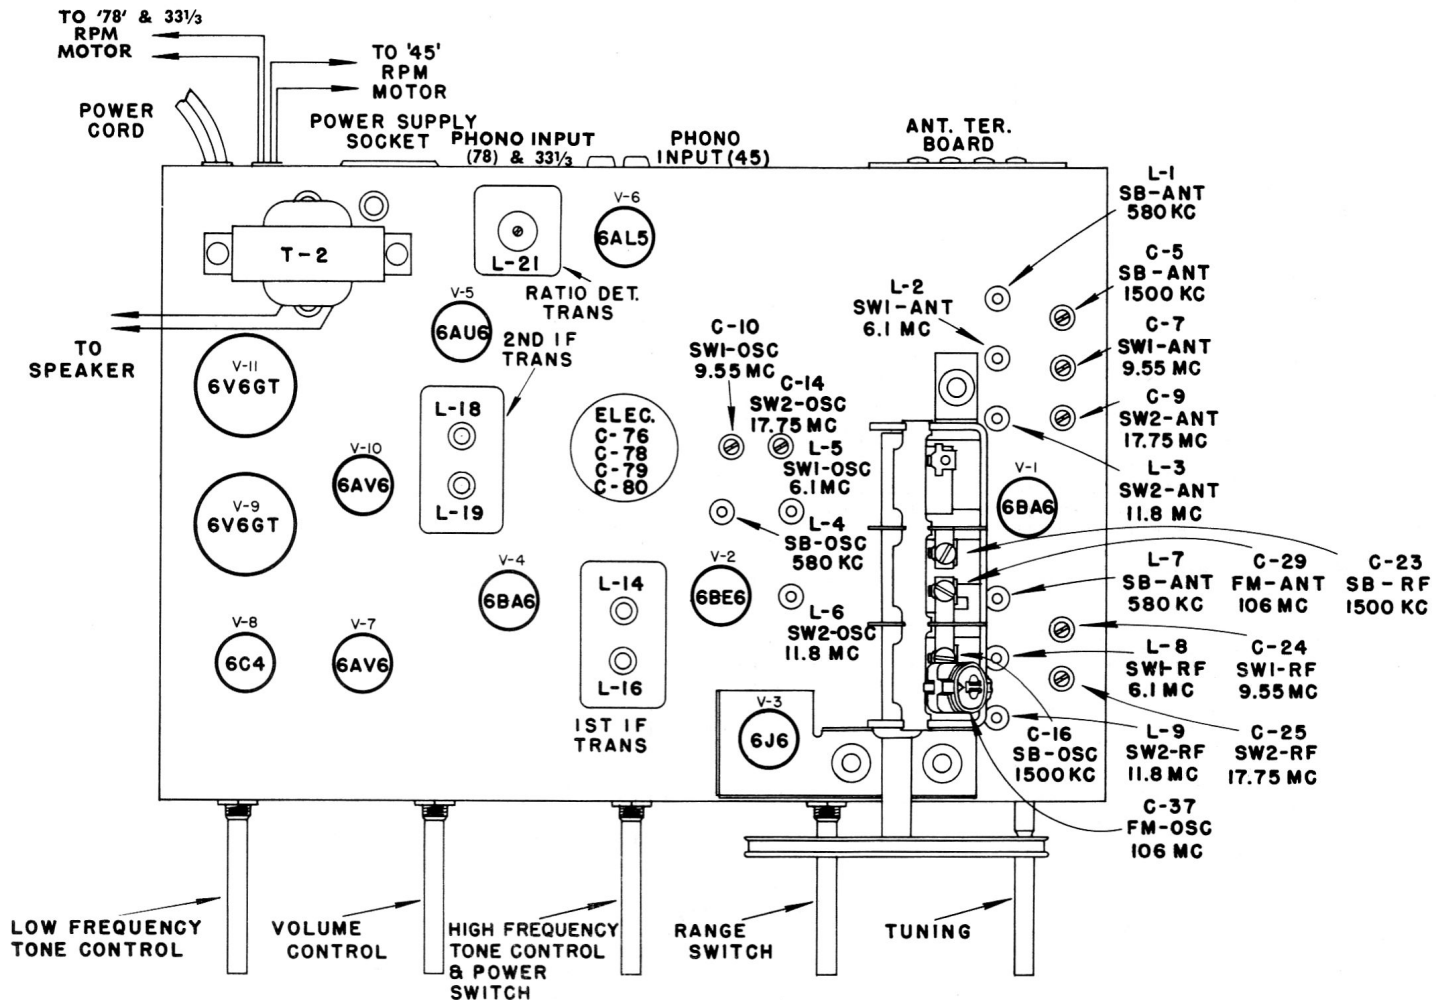 TO '78' & 33⅓
RPM
MOTOR
TO '45'
RPM
MOTOR
POWER
CORD
POWER SUPPLY
SOCKET
PHONO INPUT
(78) & 33⅓
PHONO
INPUT (45)
ANT. TER.
BOARD
L-1
SB-ANT
580 KC
C-5
SB-ANT
1500 KC
C-7
SW1-ANT
9.55 MC
C-9
SW2-ANT
17.75 MC
L-3
SW2-ANT
11.8 MC
L-2
SW1-ANT
6.1 MC
T-2
L-21
RATIO DET.
TRANS
V-6
6AL5
V-5
6AU6
2ND IF
TRANS
TO
SPEAKER
V-11
6V6GT
L-18
L-19
V-10
6AV6
V-9
6V6GT
ELEC.
C-76
C-78
C-79
C-80
C-10
SW1-OSC
9.55 MC
C-14
SW2-OSC
17.75 MC
L-5
SW1-OSC
6.1 MC
L-4
SB-OSC
580 KC
V-1
6BA6
V-4
6BA6
L-14
L-16
1ST IF
TRANS
V-2
6BE6
L-6
SW2-OSC
11.8 MC
V-8
6C4
V-7
6AV6
V-3
6J6
L-7
SB-ANT
580 KC
C-29
FM-ANT
106 MC
C-23
SB-RF
1500 KC
L-8
SW1-RF
6.1 MC
C-24
SW1-RF
9.55 MC
C-16
SB-OSC
1500 KC
L-9
SW2-RF
11.8 MC
C-25
SW2-RF
17.75 MC
C-37
FM-OSC
106 MC
LOW FREQUENCY
TONE CONTROL
VOLUME
CONTROL
HIGH FREQUENCY
TONE CONTROL
& POWER
SWITCH
RANGE
SWITCH
TUNING